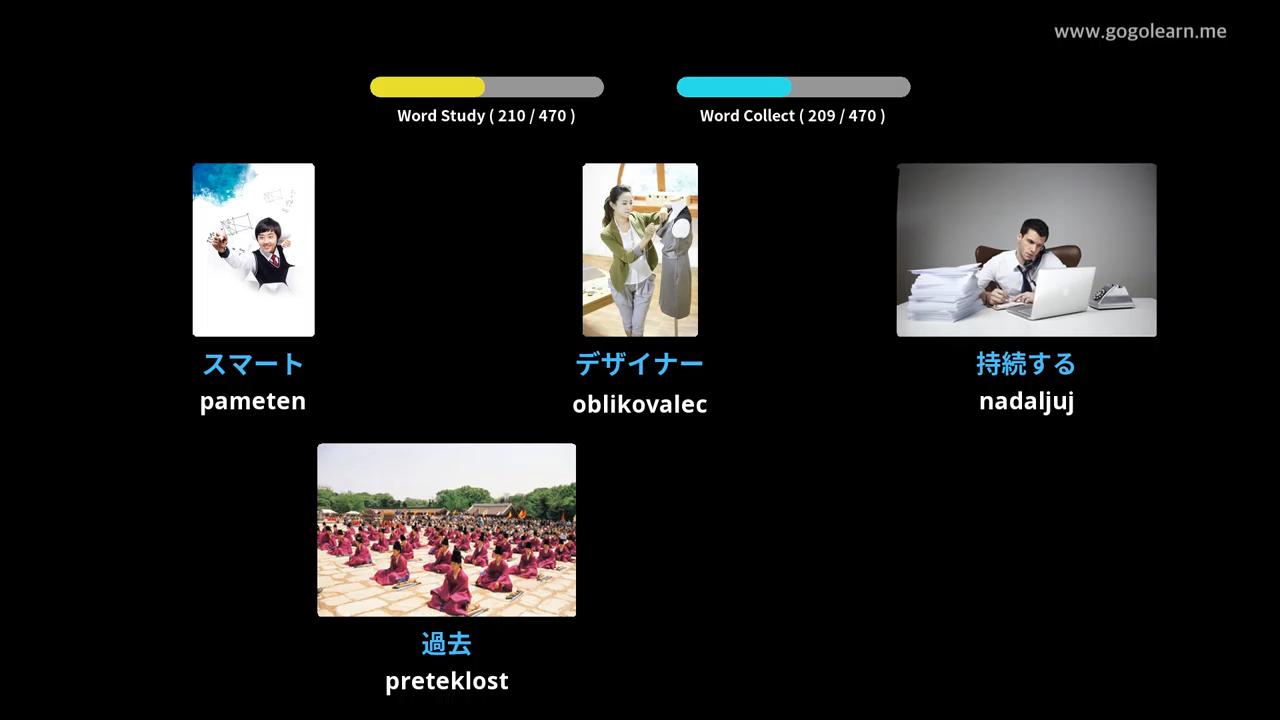 www.gogolearn.me
Word Study ( 210 / 470 )
Word Collect ( 209 / 470 )
スマート
pameten
デザイナー
oblikovalec
持続する
nadaljuj
過去
preteklost